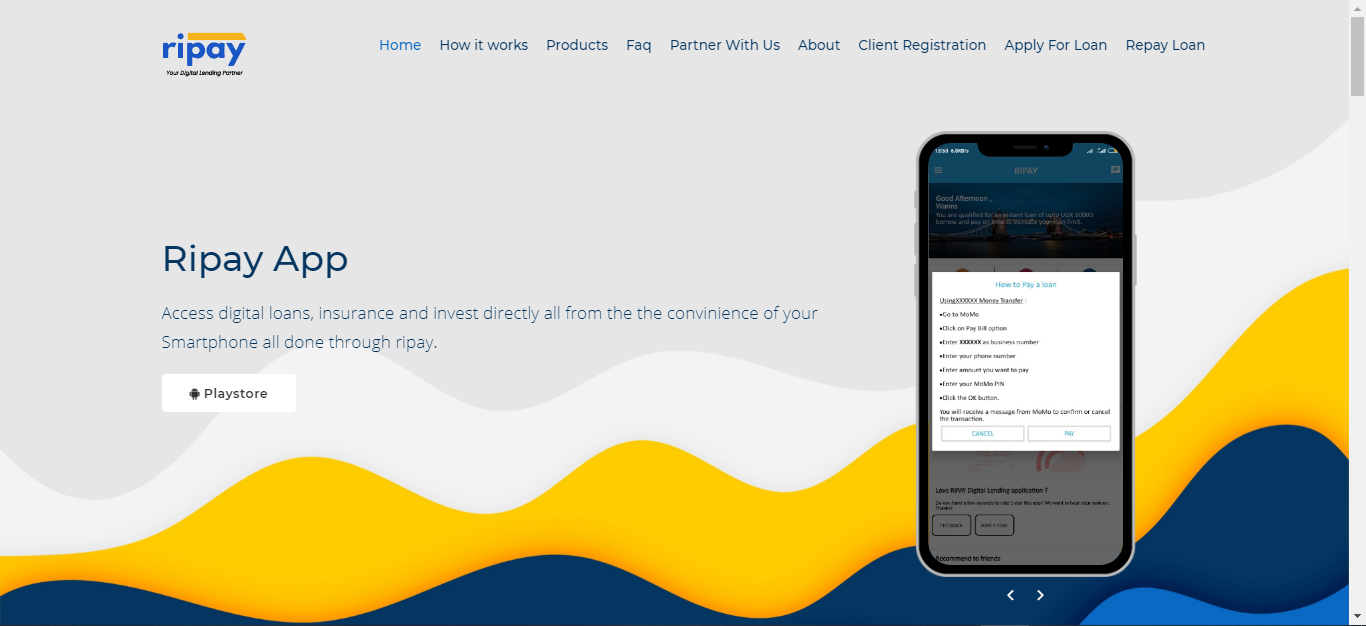 ripay
Your Digital Lending Partner
Home How it works Products Faq Partner With Us About Client Registration Apply For Loan Repay Loan
Ripay App
Access digital loans, insurance and invest directly all from the the convinience of your
Smartphone all done through ripay.
Playstore
13:58 6.8KB/s
RIPAY
Good Afternoon ,
Wanns
You are qualified for an instant loan of upto UGX 10000
borrow and pay on time to increase your loan limit.
How to Pay a loan
UsingXXXXXX Money Transfer :
•Go to MoMo
•Click on Pay Bill option
•Enter XXXXXX as business number
•Enter your phone number
•Enter amount you want to pay
•Enter your MoMo PIN
•Click the OK button.
You will receive a message from MoMo to confirm or cancel
the transaction.
CANCEL PAY
Love RIPAY Digital Lending application ?
Do you have a few seconds to rate 5 star this app? We want to hear your opinion.
Thanks!
FEEDBACK RATE 5 STAR
Recommend to friends